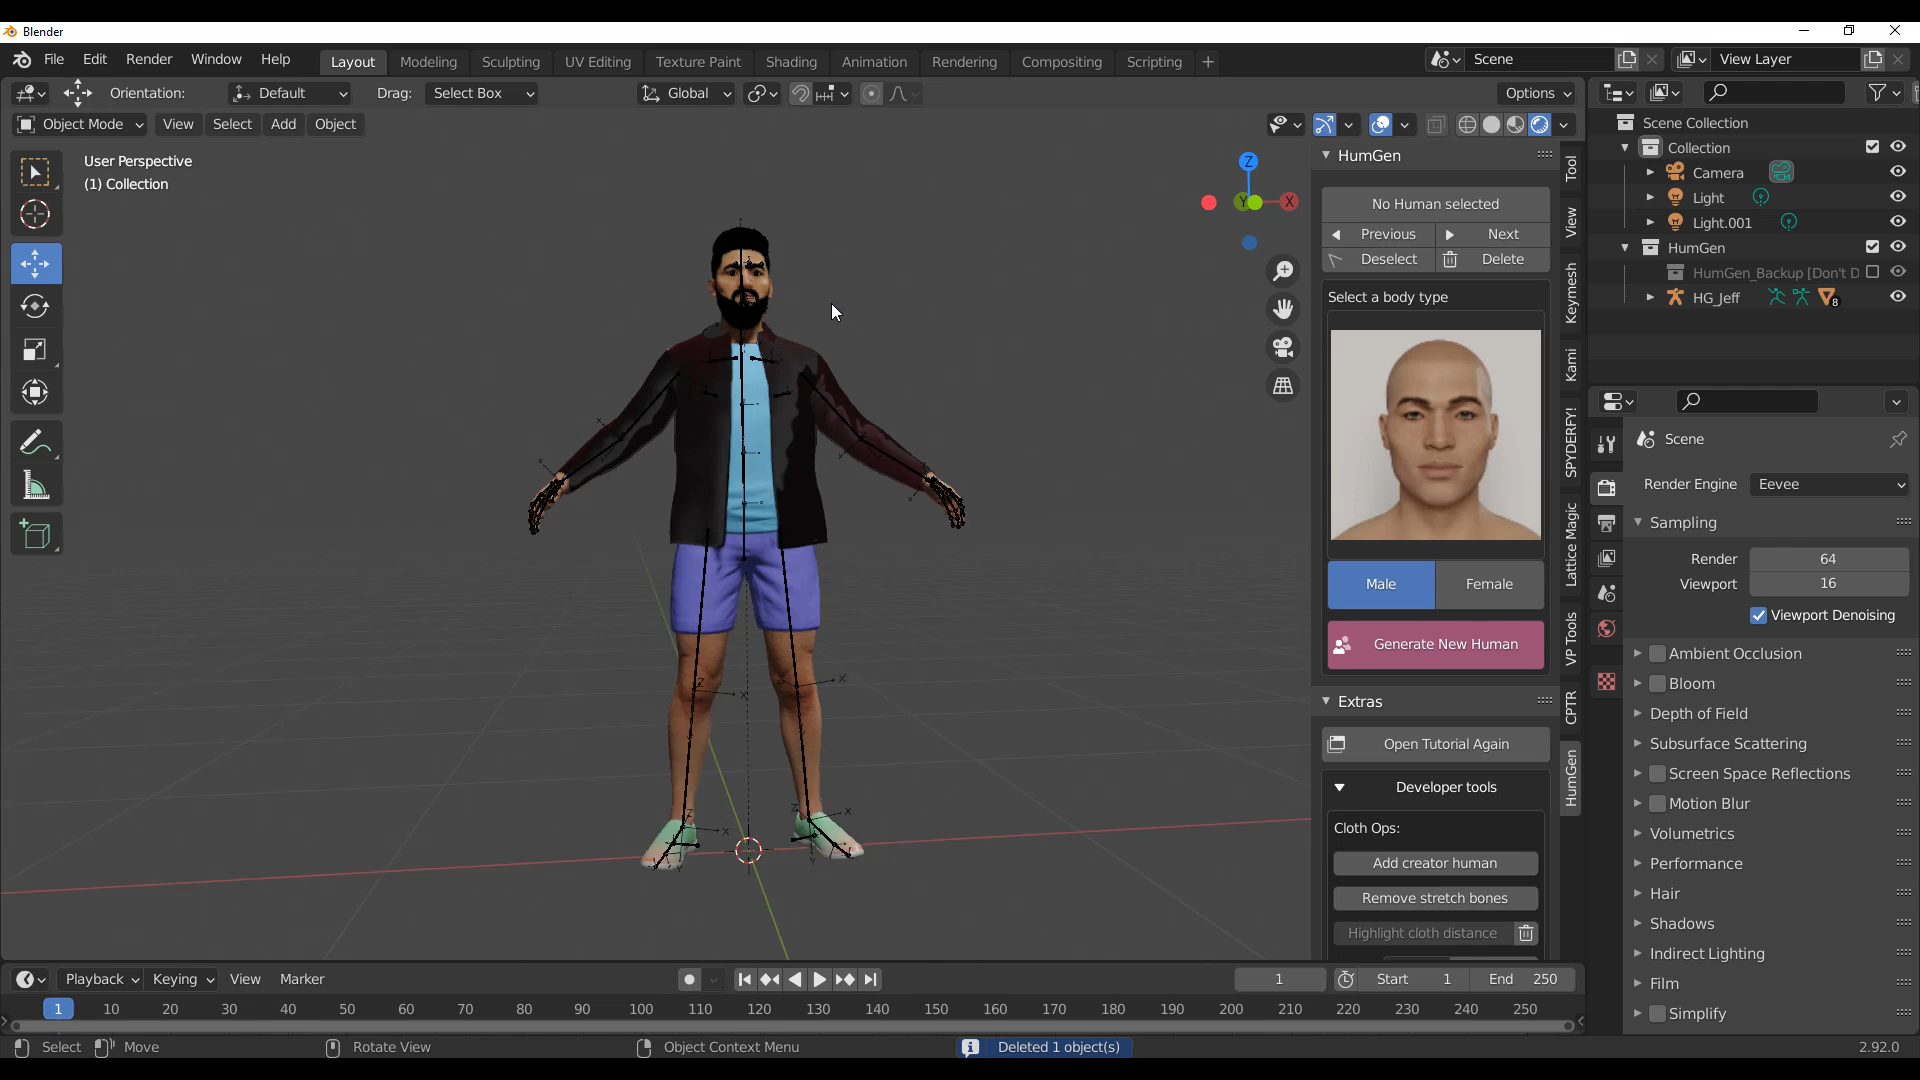 Blender
File Edit Render Window Help Layout Modeling Sculpting UV Editing Texture Paint Shading Animation Rendering Compositing Scripting + Scene View Layer
Orientation: Default Drag: Select Box Global Options
Object Mode View Select Add Object
User Perspective
(1) Collection
Z
Y X
HumGen
No Human selected
Previous Next
Deselect Delete
Select a body type
Male Female
Generate New Human
Extras
Open Tutorial Again
Developer tools
Cloth Ops:
Add creator human
Remove stretch bones
Highlight cloth distance
Tool
View
Keymesh
Kami
SPYDERFY!
Lattice Magic
VP Tools
CPTR
HumGen
Scene Collection
Collection
Camera
Light
Light.001
HumGen
HumGen_Backup [Don't D
HG_Jeff 8
Scene
Render Engine Eevee
Sampling
Render 64
Viewport 16
Viewport Denoising
Ambient Occlusion
Bloom
Depth of Field
Subsurface Scattering
Screen Space Reflections
Motion Blur
Volumetrics
Performance
Hair
Shadows
Indirect Lighting
Film
Simplify
Playback Keying View Marker 1 Start 1 End 250
1 10 20 30 40 50 60 70 80 90 100 110 120 130 140 150 160 170 180 190 200 210 220 230 240 250
Select Move Rotate View Object Context Menu Deleted 1 object(s) 2.92.0